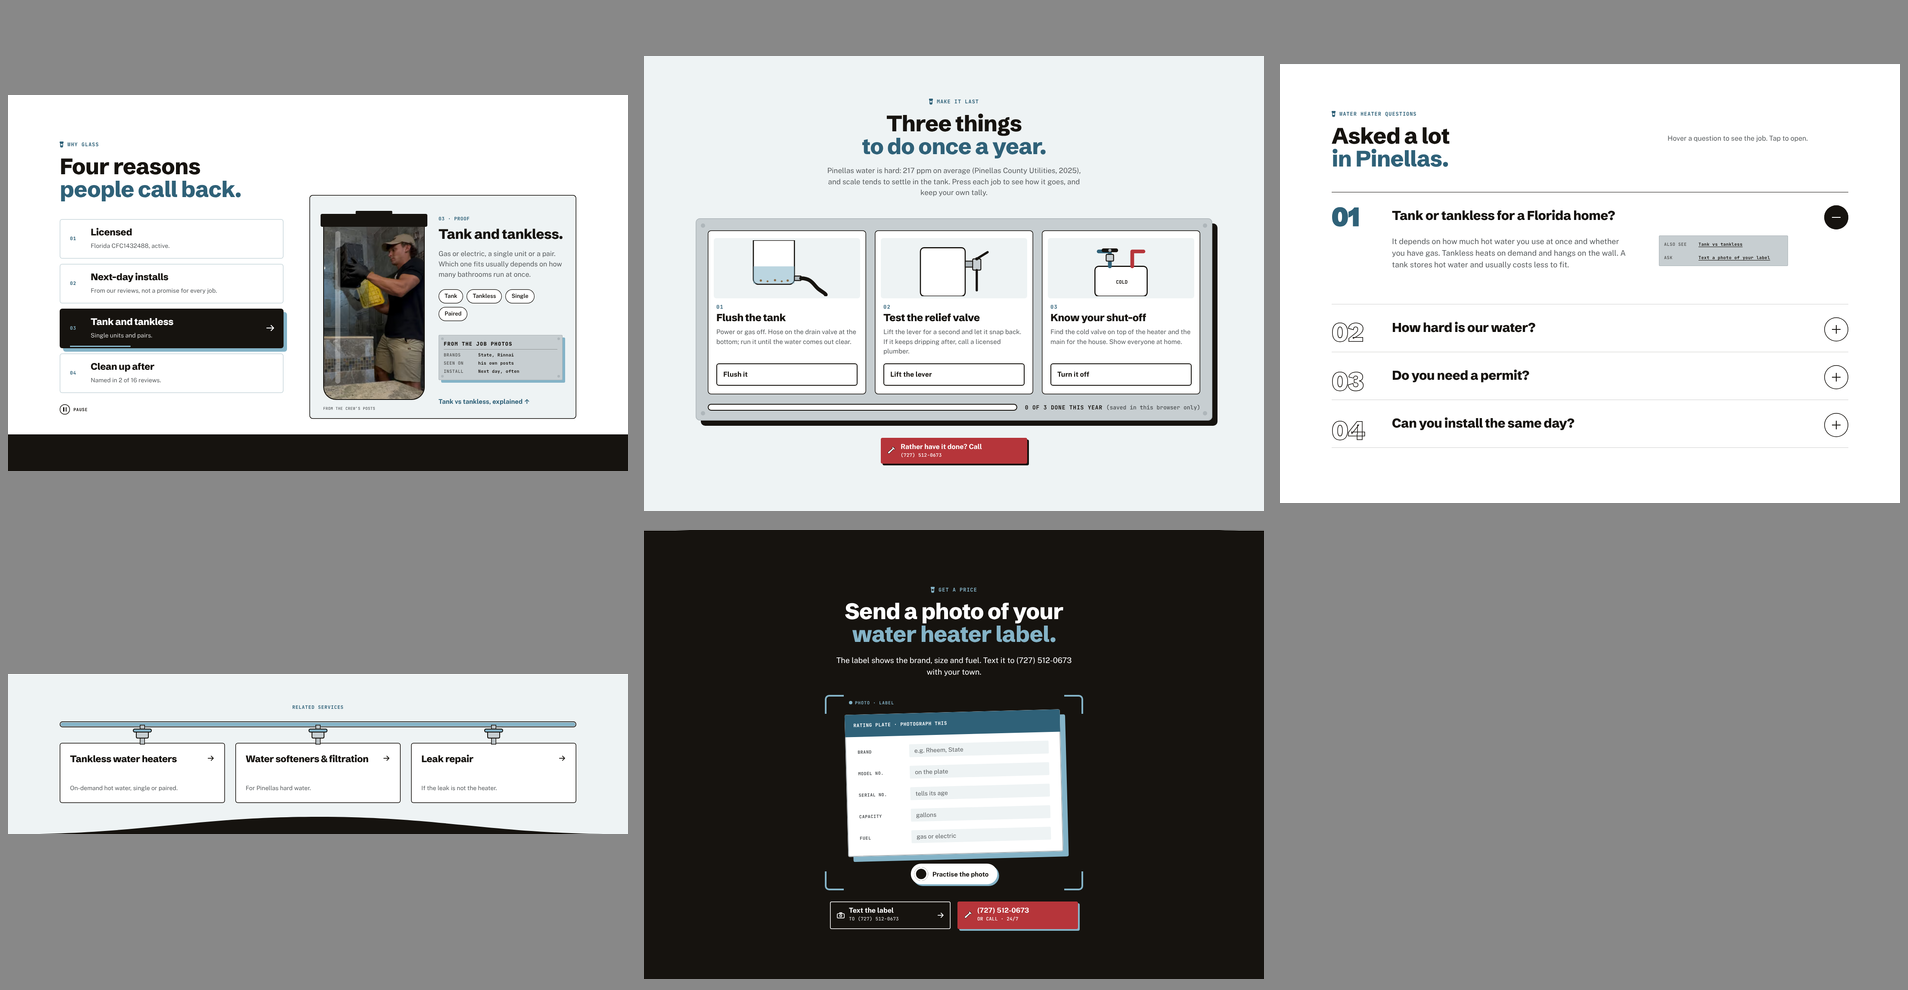 WHY GLASS
Four reasons
people call back.
01
Licensed
Florida CFC1432488, active.
02
Next-day installs
From our reviews, not a promise for every job.
03
Tank and tankless
Single units and pairs.
04
Clean up after
Named in 2 of 16 reviews.
PAUSE
FROM THE CREW'S POSTS
03 · PROOF
Tank and tankless.
Gas or electric, a single unit or a pair.
Which one fits usually depends on how
many bathrooms run at once.
Tank
Tankless
Single
Paired
FROM THE JOB PHOTOS
BRANDS State, Rinnai
SEEN ON his own posts
INSTALL Next day, often
Tank vs tankless, explained ↑
MAKE IT LAST
Three things
to do once a year.
Pinellas water is hard: 217 ppm on average (Pinellas County Utilities, 2025),
and scale tends to settle in the tank. Press each job to see how it goes, and
keep your own tally.
01
Flush the tank
Power or gas off. Hose on the drain valve at the
bottom; run it until the water comes out clear.
Flush it
02
Test the relief valve
Lift the lever for a second and let it snap back.
If it keeps dripping after, call a licensed
plumber.
Lift the lever
COLD
03
Know your shut-off
Find the cold valve on top of the heater and the
main for the house. Show everyone at home.
Turn it off
0 OF 3 DONE THIS YEAR (saved in this browser only)
Rather have it done? Call
(727) 512-0673
WATER HEATER QUESTIONS
Asked a lot
in Pinellas.
Hover a question to see the job. Tap to open.
01
Tank or tankless for a Florida home?
It depends on how much hot water you use at once and whether
you have gas. Tankless heats on demand and hangs on the wall. A
tank stores hot water and usually costs less to fit.
ALSO SEE Tank vs tankless
ASK Text a photo of your label
02
How hard is our water?
03
Do you need a permit?
04
Can you install the same day?
RELATED SERVICES
Tankless water heaters
On-demand hot water, single or paired.
Water softeners & filtration
For Pinellas hard water.
Leak repair
If the leak is not the heater.
GET A PRICE
Send a photo of your
water heater label.
The label shows the brand, size and fuel. Text it to (727) 512-0673
with your town.
PHOTO · LABEL
RATING PLATE · PHOTOGRAPH THIS
BRAND e.g. Rheem, State
MODEL NO. on the plate
SERIAL NO. tells its age
CAPACITY gallons
FUEL gas or electric
Practise the photo
Text the label
TO (727) 512-0673
(727) 512-0673
OR CALL · 24/7